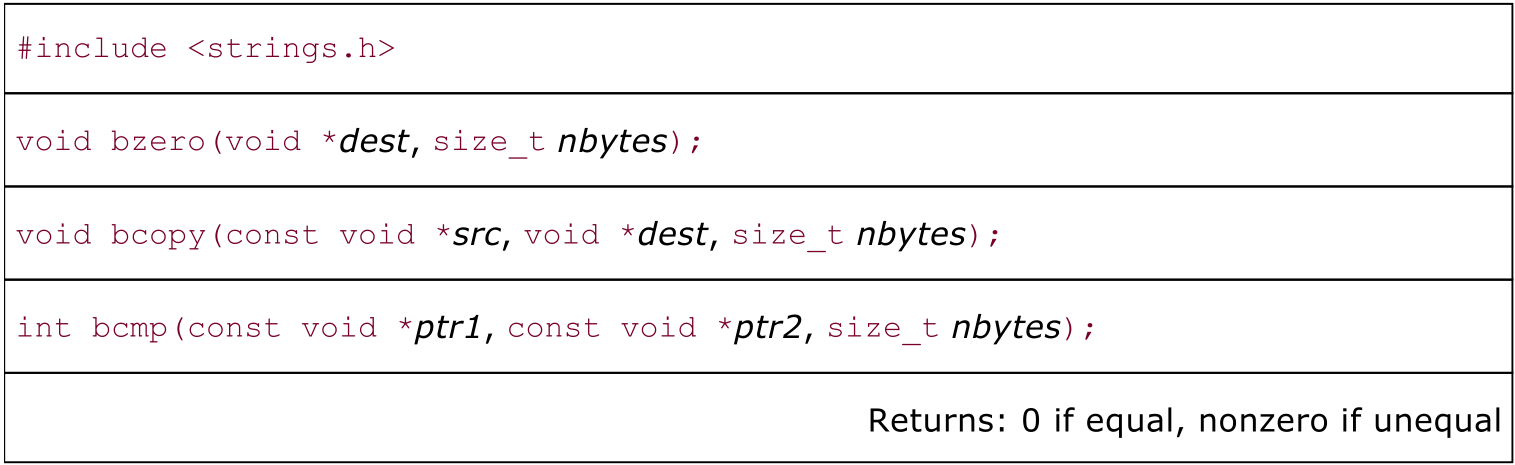 #include <strings.h>
void bzero(void *dest, size_t nbytes);
void bcopy(const void *src, void *dest, size_t nbytes);
int bcmp(const void *ptr1, const void *ptr2, size_t nbytes);
Returns: 0 if equal, nonzero if unequal